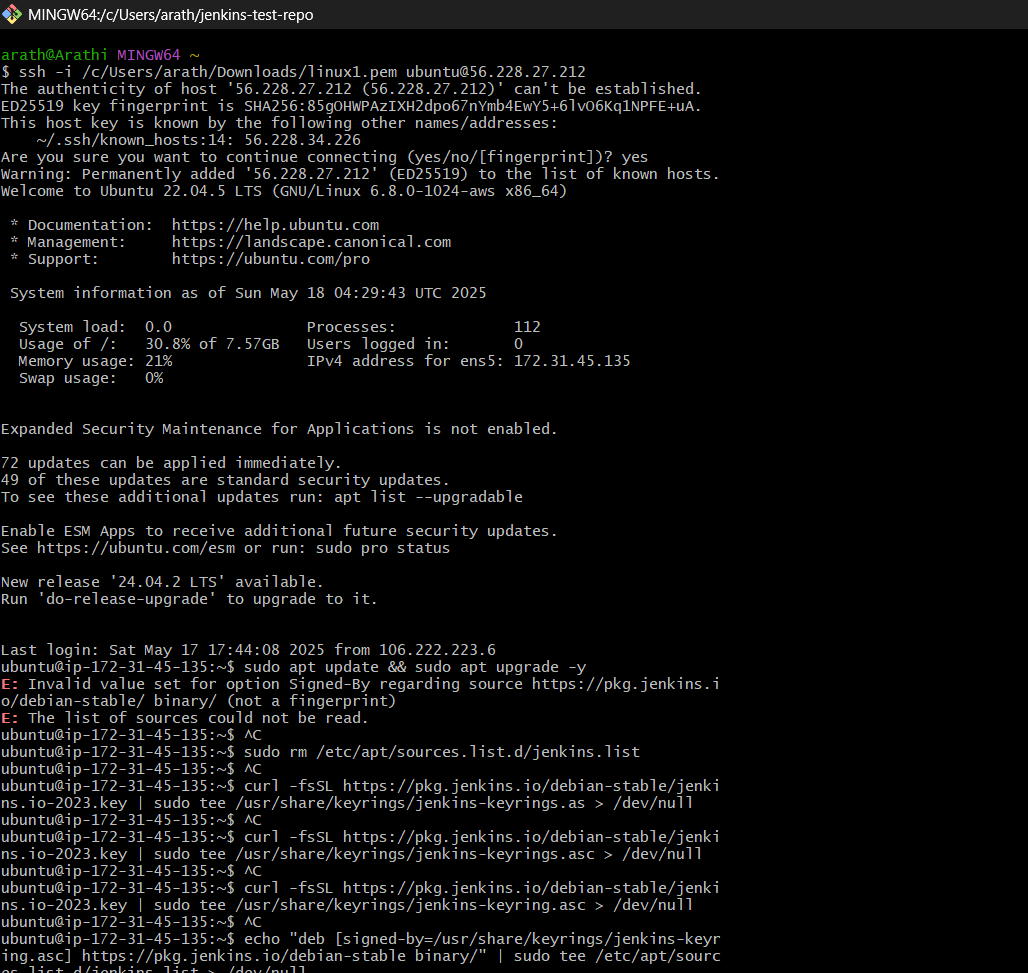 MINGW64:/c/Users/arath/jenkins-test-repo
arath@Arathi MINGW64 ~
$ ssh -i /c/Users/arath/Downloads/linux1.pem ubuntu@56.228.27.212
The authenticity of host '56.228.27.212 (56.228.27.212)' can't be established.
ED25519 key fingerprint is SHA256:85gOHWPAzIXH2dpo67nYmb4EwY5+6lvO6Kq1NPFE+uA.
This host key is known by the following other names/addresses:
    ~/.ssh/known_hosts:14: 56.228.34.226
Are you sure you want to continue connecting (yes/no/[fingerprint])? yes
Warning: Permanently added '56.228.27.212' (ED25519) to the list of known hosts.
Welcome to Ubuntu 22.04.5 LTS (GNU/Linux 6.8.0-1024-aws x86_64)
 * Documentation:  https://help.ubuntu.com
 * Management:     https://landscape.canonical.com
 * Support:        https://ubuntu.com/pro
 System information as of Sun May 18 04:29:43 UTC 2025
  System load:  0.0               Processes:             112
  Usage of /:   30.8% of 7.57GB   Users logged in:       0
  Memory usage: 21%               IPv4 address for ens5: 172.31.45.135
  Swap usage:   0%
Expanded Security Maintenance for Applications is not enabled.
72 updates can be applied immediately.
49 of these updates are standard security updates.
To see these additional updates run: apt list --upgradable
Enable ESM Apps to receive additional future security updates.
See https://ubuntu.com/esm or run: sudo pro status
New release '24.04.2 LTS' available.
Run 'do-release-upgrade' to upgrade to it.
Last login: Sat May 17 17:44:08 2025 from 106.222.223.6
ubuntu@ip-172-31-45-135:~$ sudo apt update && sudo apt upgrade -y
E: Invalid value set for option Signed-By regarding source https://pkg.jenkins.i
o/debian-stable/ binary/ (not a fingerprint)
E: The list of sources could not be read.
ubuntu@ip-172-31-45-135:~$ ^C
ubuntu@ip-172-31-45-135:~$ sudo rm /etc/apt/sources.list.d/jenkins.list
ubuntu@ip-172-31-45-135:~$ ^C
ubuntu@ip-172-31-45-135:~$ curl -fsSL https://pkg.jenkins.io/debian-stable/jenki
ns.io-2023.key | sudo tee /usr/share/keyrings/jenkins-keyrings.as > /dev/null
ubuntu@ip-172-31-45-135:~$ ^C
ubuntu@ip-172-31-45-135:~$ curl -fsSL https://pkg.jenkins.io/debian-stable/jenki
ns.io-2023.key | sudo tee /usr/share/keyrings/jenkins-keyrings.asc > /dev/null
ubuntu@ip-172-31-45-135:~$ ^C
ubuntu@ip-172-31-45-135:~$ curl -fsSL https://pkg.jenkins.io/debian-stable/jenki
ns.io-2023.key | sudo tee /usr/share/keyrings/jenkins-keyring.asc > /dev/null
ubuntu@ip-172-31-45-135:~$ ^C
ubuntu@ip-172-31-45-135:~$ echo "deb [signed-by=/usr/share/keyrings/jenkins-keyr
ing.asc] https://pkg.jenkins.io/debian-stable binary/" | sudo tee /etc/apt/sourc
es.list.d/jenkins.list > /dev/null